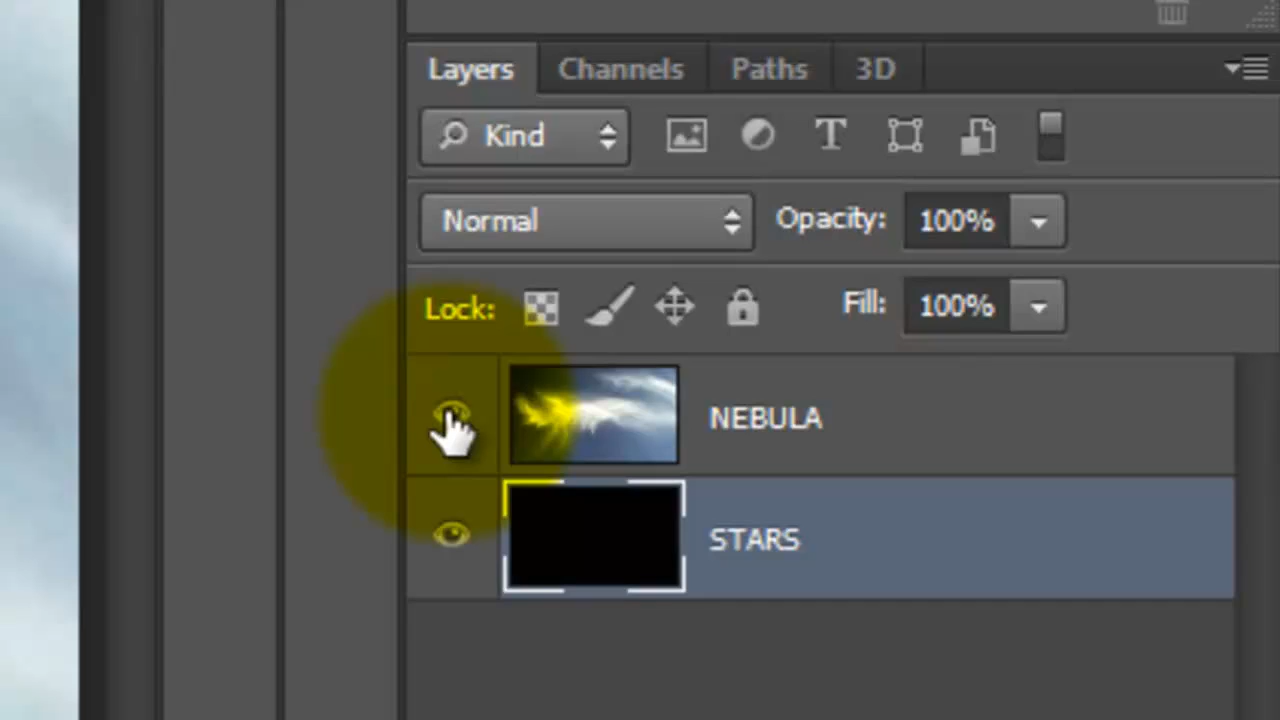 Layers Channels Paths 3D
Kind T
Normal Opacity: 100%
Lock: Fill: 100%
NEBULA
STARS